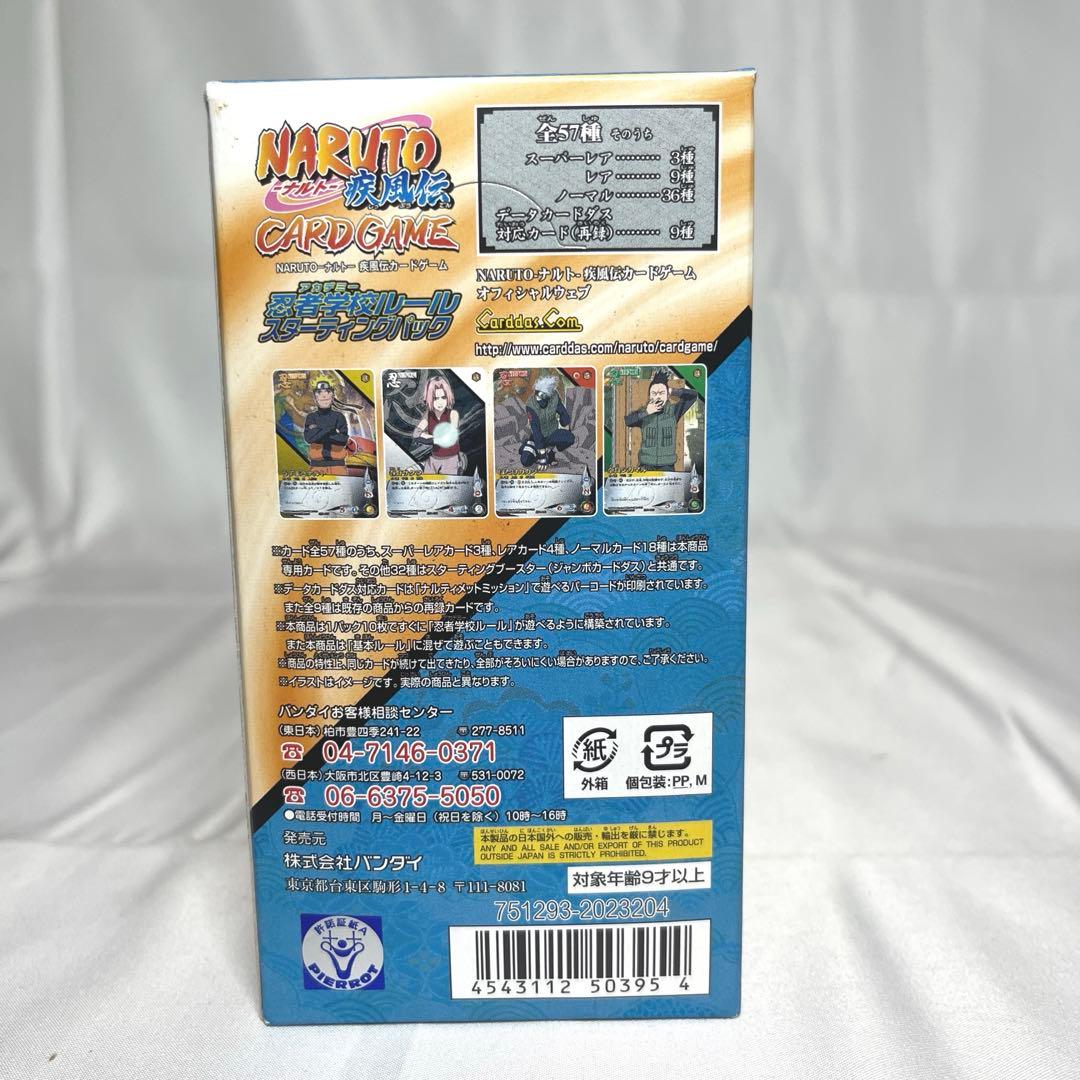 NARUTO
-ナルト-
疾風伝
CARD GAME
NARUTO-ナルト- 疾風伝カードゲーム
アカデミー
忍者学校ルール
スターティングパック
全57種 そのうち
スーパーレア……… 3種
レア……… 9種
ノーマル……… 36種
データカードダス
対応カード(再録)……… 9種
NARUTO-ナルト- 疾風伝カードゲーム
オフィシャルウェブ
Carddas.Com
http://www.carddas.com/naruto/cardgame/
※カード全57種のうち、スーパーレアカード3種、レアカード4種、ノーマルカード18種は本商品
専用カードです。その他32種はスターティングブースター(ジャンボカードダス)と共通です。
※データカードダス対応カードは「ナルティメットミッション」で遊べるバーコードが印刷されています。
また全9種は既存の商品からの再録カードです。
※本商品は1パック10枚ですぐに「忍者学校ルール」が遊べるように構築されています。
また本商品は「基本ルール」に混ぜて遊ぶこともできます。
※商品の特性上、同じカードが続けて出てきたり、全部がそろいにくい場合がありますので、ご了承ください。
※イラストはイメージです。実際の商品と異なります。
バンダイお客様相談センター
(東日本)柏市豊四季241-22 〒277-8511
☎ 04-7146-0371
(西日本)大阪市北区豊崎4-12-3 〒531-0072
☎ 06-6375-5050
●電話受付時間 月~金曜日(祝日を除く)10時~16時
発売元
株式会社バンダイ
東京都台東区駒形1-4-8 〒111-8081
紙
外箱
プラ
個包装:PP, M
本製品の日本国外への販売・輸出を厳に禁じます。
ANY AND ALL SALE AND/OR EXPORT OF THIS PRODUCT
OUTSIDE JAPAN IS STRICTLY PROHIBITED.
対象年齢9才以上
751293-2023204
許諾証紙A
PIERROT
4543112 50395 4